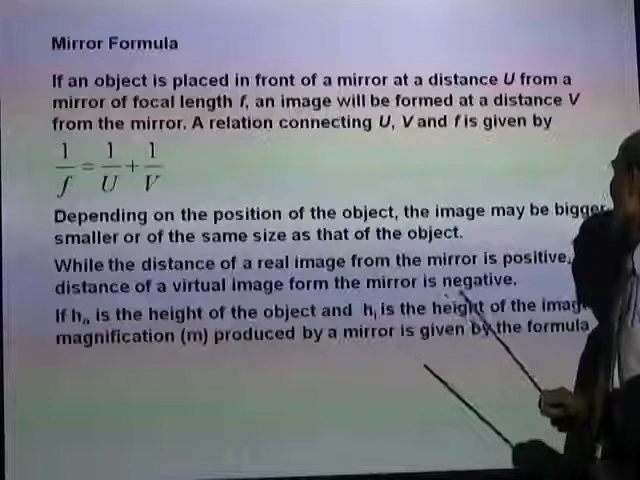 Mirror Formula
If an object is placed in front of a mirror at a distance U from a
mirror of focal length f, an image will be formed at a distance V
from the mirror. A relation connecting U, V and f is given by
1/f = 1/U + 1/V
Depending on the position of the object, the image may be bigger
smaller or of the same size as that of the object.
While the distance of a real image from the mirror is positive,
distance of a virtual image form the mirror is negative.
If hₒ is the height of the object and hᵢ is the height of the
magnification (m) produced by a mirror is given by the formula